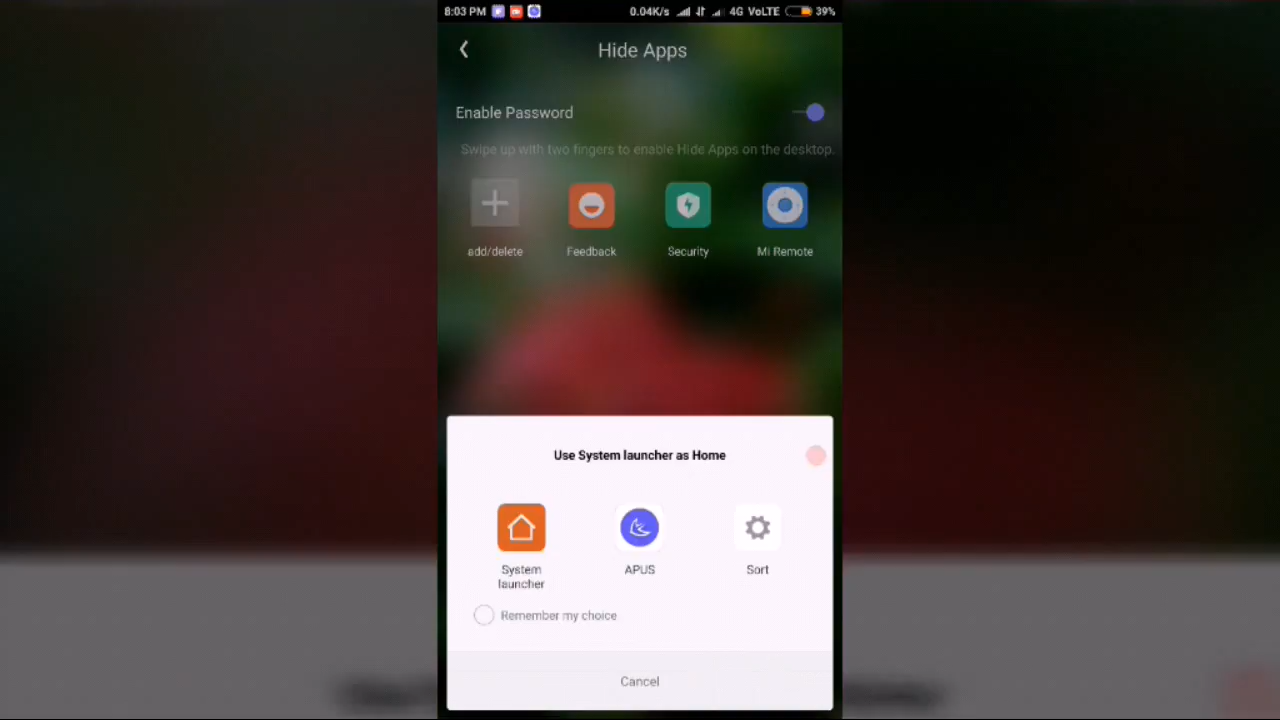 8:03 PM 0.04K/s 4G VoLTE 39%
Hide Apps
Enable Password
Swipe up with two fingers to enable Hide Apps on the desktop.
add/delete Feedback Security Mi Remote
Use System launcher as Home
System launcher
APUS
Sort
Remember my choice
Cancel